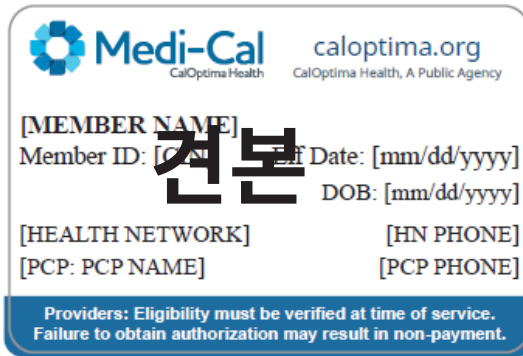 Medi-Cal
CalOptima Health
caloptima.org
CalOptima Health, A Public Agency
[MEMBER NAME]
Member ID: [CIN] Eff Date: [mm/dd/yyyy]
견본
DOB: [mm/dd/yyyy]
[HEALTH NETWORK] [HN PHONE]
[PCP: PCP NAME] [PCP PHONE]
Providers: Eligibility must be verified at time of service.
Failure to obtain authorization may result in non-payment.